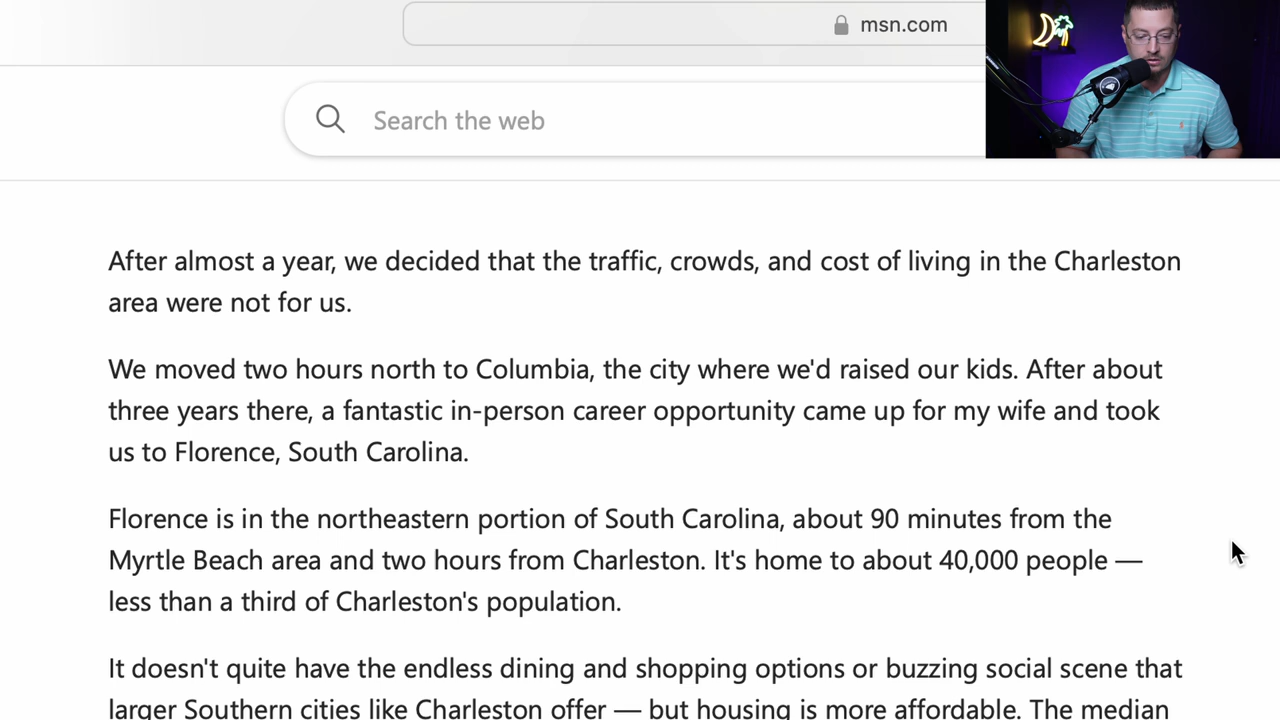 msn.com
Search the web
After almost a year, we decided that the traffic, crowds, and cost of living in the Charleston
area were not for us.
We moved two hours north to Columbia, the city where we'd raised our kids. After about
three years there, a fantastic in-person career opportunity came up for my wife and took
us to Florence, South Carolina.
Florence is in the northeastern portion of South Carolina, about 90 minutes from the
Myrtle Beach area and two hours from Charleston. It's home to about 40,000 people —
less than a third of Charleston's population.
It doesn't quite have the endless dining and shopping options or buzzing social scene that
larger Southern cities like Charleston offer — but housing is more affordable. The median